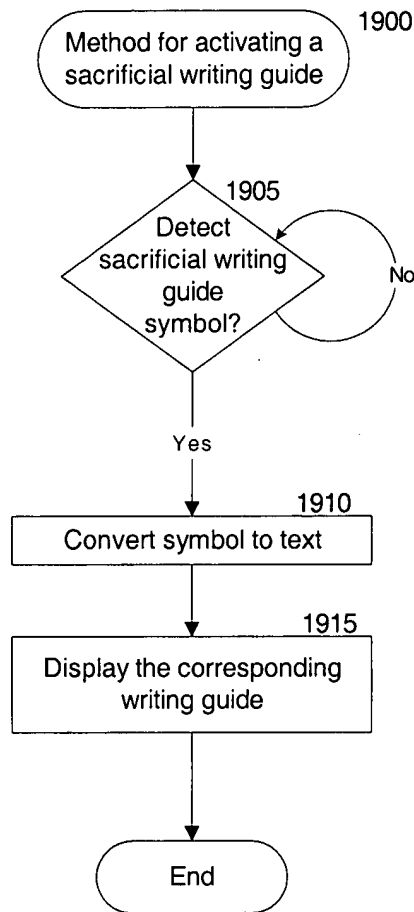 1900
Method for activating a
sacrificial writing guide
1905
Detect
sacrificial writing
guide
symbol?
No
Yes
1910
Convert symbol to text
1915
Display the corresponding
writing guide
End